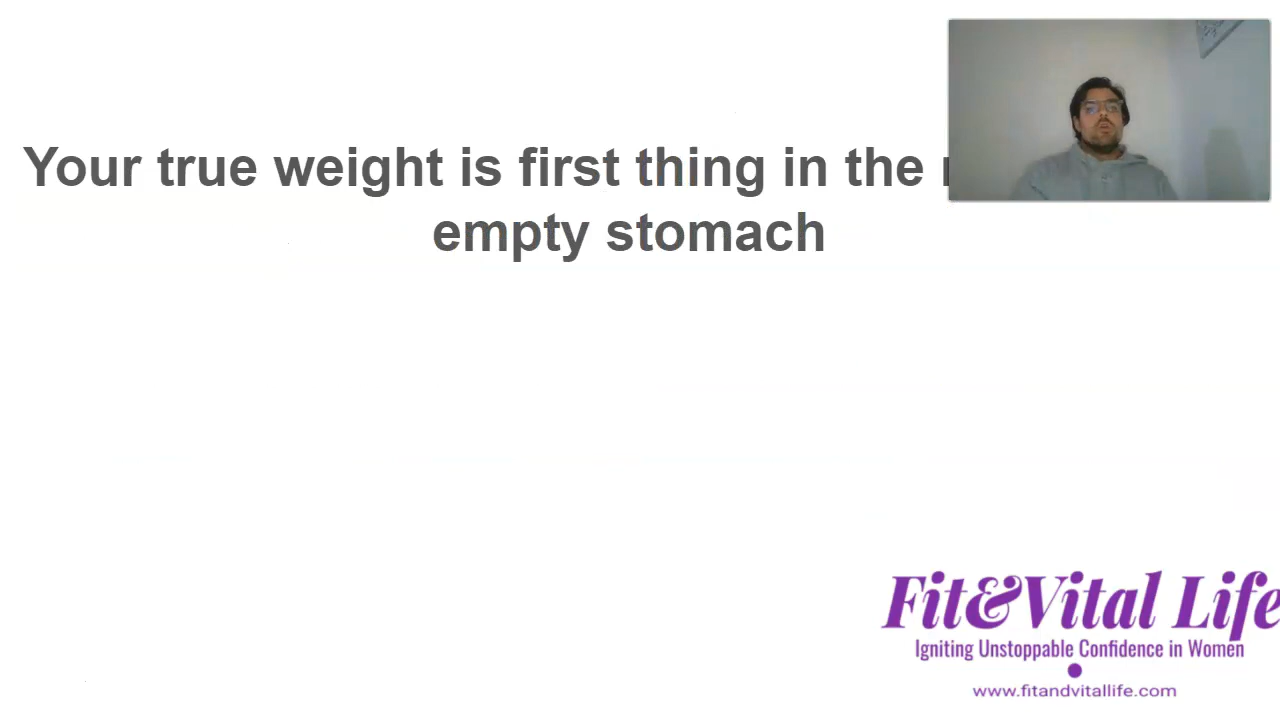 Your true weight is first thing in the
empty stomach
Fit&Vital Life
Igniting Unstoppable Confidence in Women
www.fitandvitallife.com